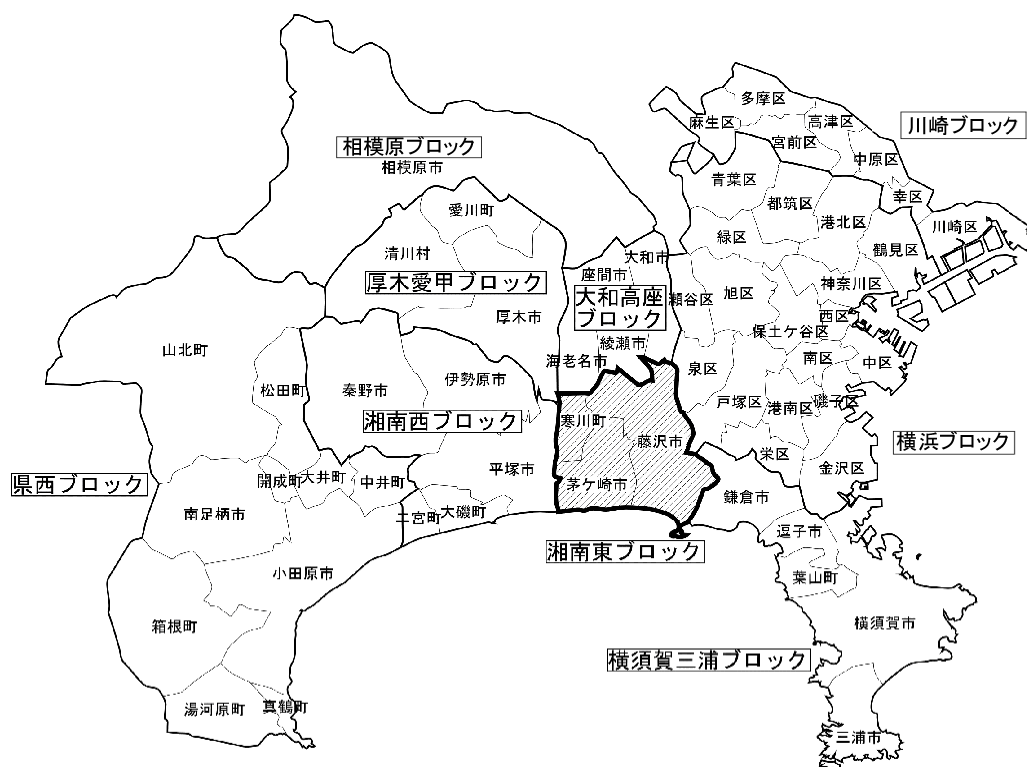 多摩区
麻生区
高津区
川崎ブロック
宮前区
中原区
相模原ブロック
相模原市
青葉区
幸区
都筑区
愛川町
港北区
川崎区
緑区
鶴見区
清川村
大和市
座間市
厚木愛甲ブロック
神奈川区
大和高座
ブロック
瀬谷区
旭区
厚木市
西区
保土ケ谷区
綾瀬市
山北町
海老名市
南区
中区
泉区
松田町
秦野市
伊勢原市
戸塚区
港南区
磯子区
湘南西ブロック
寒川町
藤沢市
横浜ブロック
栄区
金沢区
平塚市
県西ブロック
開成町
大井町
中井町
茅ケ崎市
鎌倉市
南足柄市
二宮町
大磯町
逗子市
湘南東ブロック
小田原市
葉山町
箱根町
横須賀市
横須賀三浦ブロック
湯河原町
真鶴町
三浦市